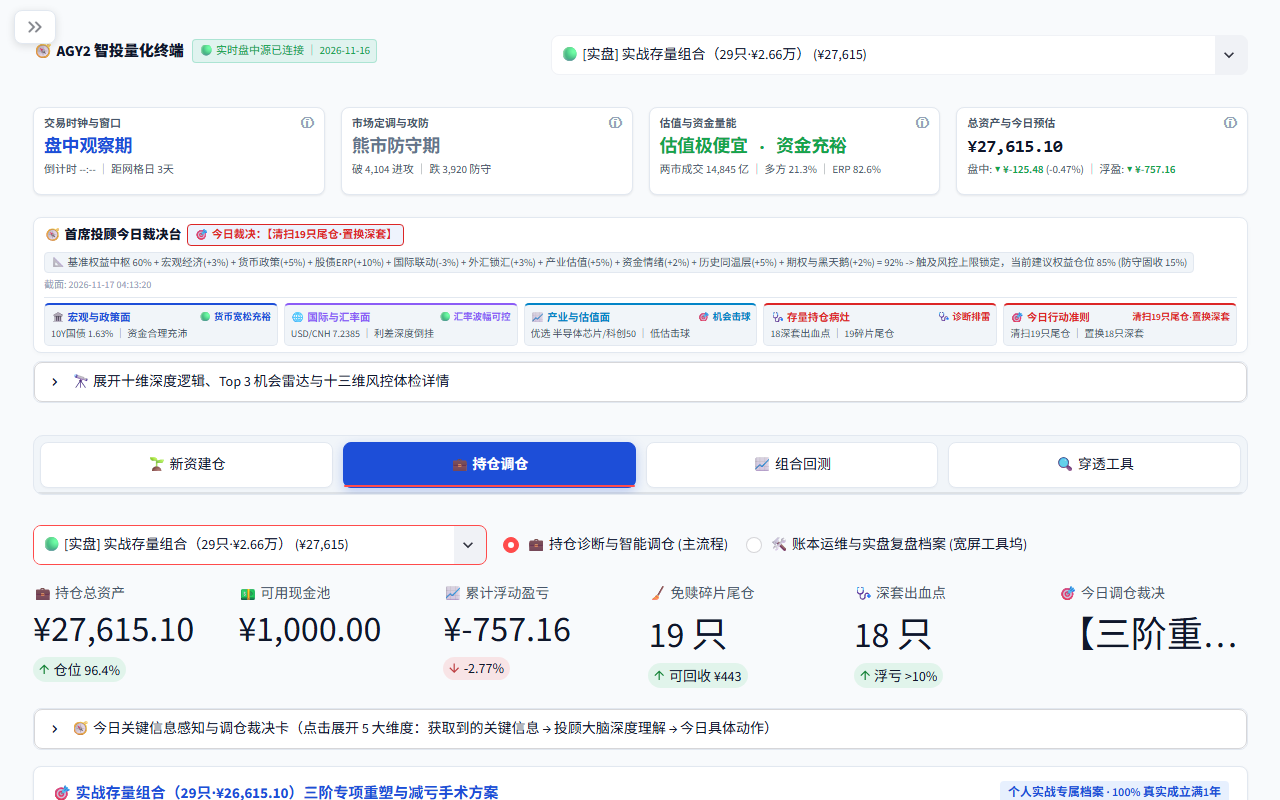 AGY2 智投量化终端
实时盘中源已连接 | 2026-11-16
[实盘] 实战存量组合（29只·¥2.66万） (¥27,615)
交易时钟与窗口
盘中观察期
倒计时 --:-- | 距网格日 3天
市场定调与攻防
熊市防守期
破 4,104 进攻 | 跌 3,920 防守
估值与资金量能
估值极便宜 · 资金充裕
两市成交 14,845 亿 | 多方 21.3% | ERP 82.6%
总资产与今日预估
¥27,615.10
盘中: ▼¥-125.48 (-0.47%) | 浮盈: ▼¥-757.16
首席投顾今日裁决台
今日裁决:【清扫19只尾仓·置换深套】
基准权益中枢 60% + 宏观经济(+3%) + 货币政策(+5%) + 股债ERP(+10%) + 国际联动(-3%) + 外汇锁汇(+3%) + 产业估值(+5%) + 资金情绪(+2%) + 历史同温层(+5%) + 期权与黑天鹅(+2%) = 92% -> 触及风控上限锁定，当前建议权益仓位 85% (防守固收 15%)
截面: 2026-11-17 04:13:20
宏观与政策面
货币宽松充裕
10Y国债 1.63% | 资金合理充沛
国际与汇率面
汇率波幅可控
USD/CNH 7.2385 | 利差深度倒挂
产业与估值面
机会击球
优选 半导体芯片/科创50 | 低估击球
存量持仓病灶
诊断排雷
18深套出血点 | 19碎片尾仓
今日行动准则
清扫19只尾仓·置换深套
清扫19只尾仓 | 置换18只深套
展开十维深度逻辑、Top 3 机会雷达与十三维风控体检详情
新资建仓
持仓调仓
组合回测
穿透工具
[实盘] 实战存量组合（29只·¥2.66万） (¥27,615)
持仓诊断与智能调仓 (主流程)
账本运维与实盘复盘档案 (宽屏工具坞)
持仓总资产
¥27,615.10
↑ 仓位 96.4%
可用现金池
¥1,000.00
累计浮动盈亏
¥-757.16
↓ -2.77%
免赎碎片尾仓
19 只
↑ 可回收 ¥443
深套出血点
18 只
↑ 浮亏 >10%
今日调仓裁决
【三阶重…
今日关键信息感知与调仓裁决卡（点击展开 5 大维度：获取到的关键信息 → 投顾大脑深度理解 → 今日具体动作）
实战存量组合（29只·¥26,615.10）三阶专项重塑与减亏手术方案
个人实战专属档案 · 100% 真实成立满1年